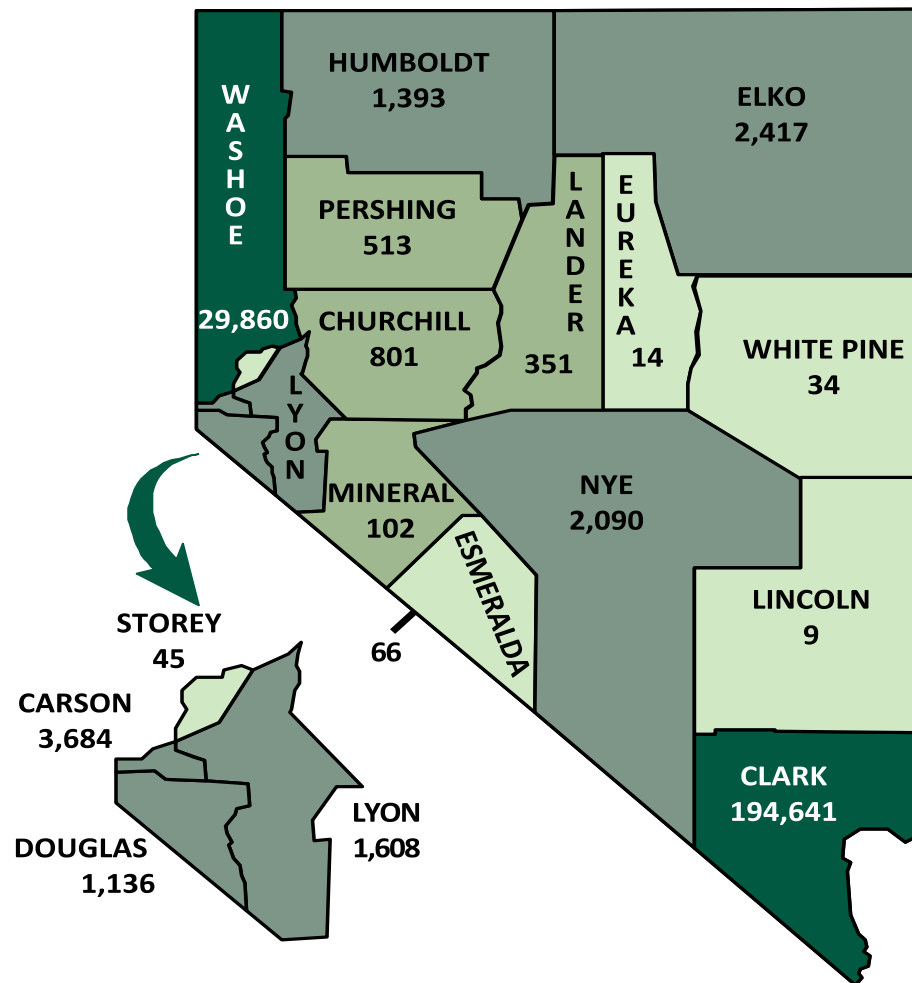 HUMBOLDT
1,393
ELKO
2,417
WASHOE
29,860
PERSHING
513
LANDER
351
EUREKA
14
CHURCHILL
801
WHITE PINE
34
LYON
MINERAL
102
NYE
2,090
ESMERALDA
66
LINCOLN
9
STOREY
45
CARSON
3,684
CLARK
194,641
LYON
1,608
DOUGLAS
1,136